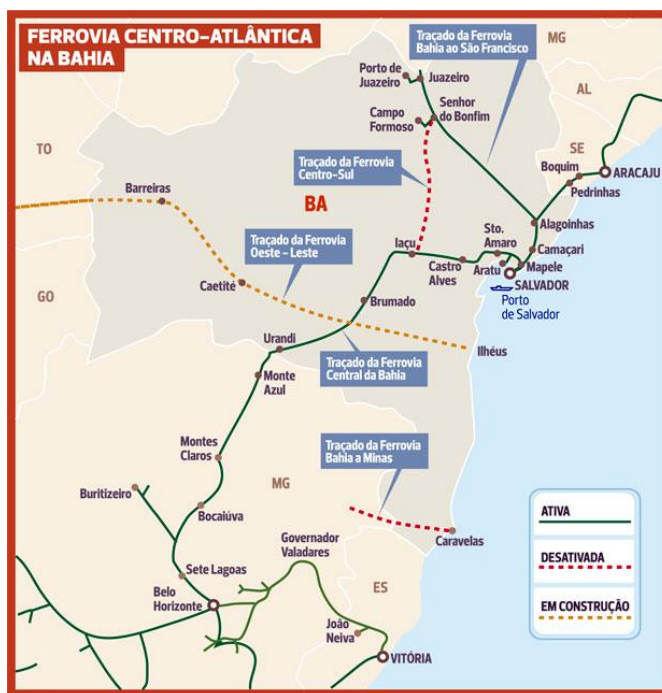 FERROVIA CENTRO-ATLÂNTICA
NA BAHIA
Traçado da Ferrovia
Bahia ao São Francisco
MG
Porto de
Juazeiro
Juazeiro
Senhor
do Bonfim
Campo
Formoso
AL
SE
TO
Traçado da Ferrovia
Centro-Sul
Boquim
ARACAJU
Pedrinhas
Barreiras
BA
Alagoinhas
Sto.
Amaro
Camaçari
Traçado da Ferrovia
Oeste - Leste
Iaçu
Aratu
Mapele
Castro
Alves
SALVADOR
Porto
de Salvador
GO
Caetité
Brumado
Urandi
Ilhéus
Traçado da Ferrovia
Central da Bahia
Monte
Azul
Montes
Claros
Traçado da Ferrovia
Bahia a Minas
MG
Buritizeiro
Bocaiúva
Caravelas
Governador
Valadares
Sete Lagoas
ES
Belo
Horizonte
João
Neiva
VITÓRIA
ATIVA
DESATIVADA
EM CONSTRUÇÃO